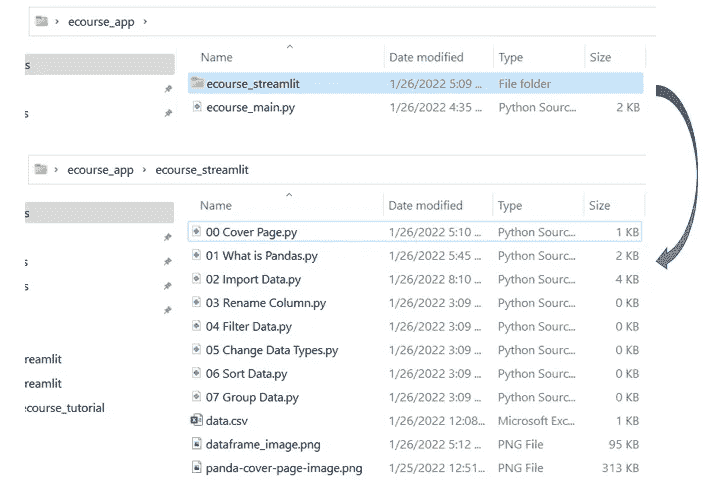 › ecourse_app ›
Name Date modified Type Size
s
ecourse_streamlit 1/26/2022 5:09 ... File folder
ecourse_main.py 1/26/2022 4:35 ... Python Sourc... 2 KB
s
› ecourse_app › ecourse_streamlit
Name Date modified Type Size
s
00 Cover Page.py 1/26/2022 5:10 ... Python Sourc... 1 KB
01 What is Pandas.py 1/26/2022 5:45 ... Python Sourc... 2 KB
s
02 Import Data.py 1/26/2022 8:10 ... Python Sourc... 4 KB
s
03 Rename Column.py 1/26/2022 3:09 ... Python Sourc... 0 KB
04 Filter Data.py 1/26/2022 3:09 ... Python Sourc... 0 KB
05 Change Data Types.py 1/26/2022 3:09 ... Python Sourc... 0 KB
treamlit
06 Sort Data.py 1/26/2022 3:09 ... Python Sourc... 0 KB
treamlit
07 Group Data.py 1/26/2022 3:09 ... Python Sourc... 0 KB
ecourse_tutorial
data.csv 1/26/2022 12:08... Microsoft Exc... 1 KB
dataframe_image.png 1/26/2022 5:12 ... PNG File 95 KB
panda-cover-page-image.png 1/25/2022 12:51... PNG File 313 KB